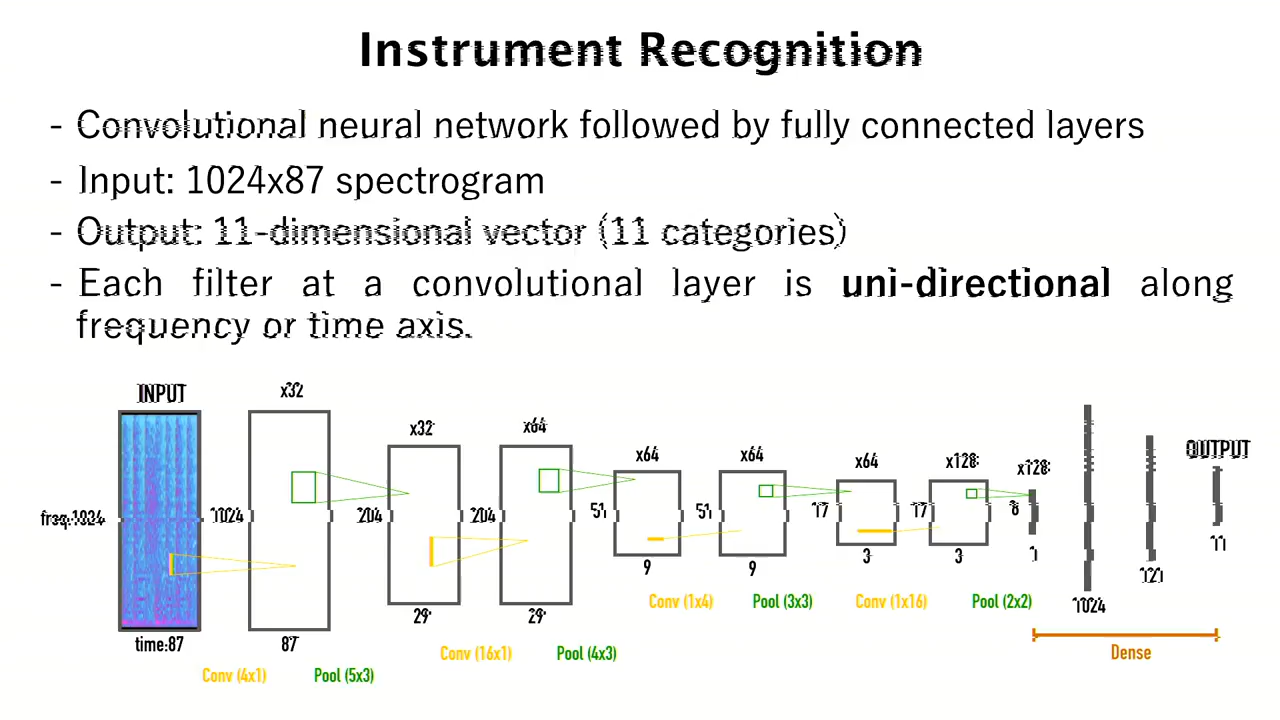 Instrument Recognition
- Convolutional neural network followed by fully connected layers
- Input: 1024x87 spectrogram
- Output: 11-dimensional vector (11 categories)
- Each filter at a convolutional layer is uni-directional along
frequency or time axis.
INPUT
x32
x32
x64
x64
x64
x64
x128
x128
OUTPUT
1024
204
204
51
51
17
17
8
time:87
87
29
29
9
9
3
3
1
1024
121
11
Conv (4x1)
Pool (5x3)
Conv (16x1)
Pool (4x3)
Conv (1x4)
Pool (3x3)
Conv (1x16)
Pool (2x2)
Dense